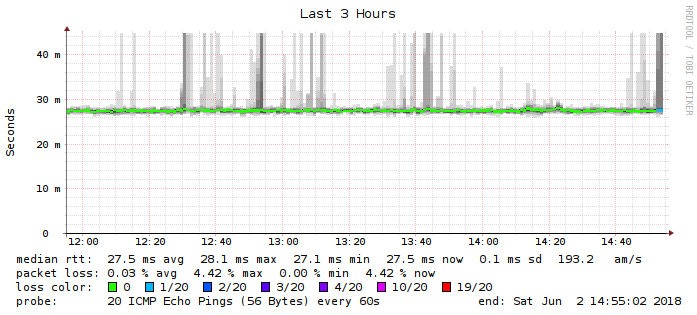 Last 3 Hours
RRDTOOL / TOBI OETIKER
Seconds
40 m
30 m
20 m
10 m
0
12:00 12:20 12:40 13:00 13:20 13:40 14:00 14:20 14:40
median rtt: 27.5 ms avg 28.1 ms max 27.1 ms min 27.5 ms now 0.1 ms sd 193.2 am/s
packet loss: 0.03 % avg 4.42 % max 0.00 % min 4.42 % now
loss color: 0 1/20 2/20 3/20 4/20 10/20 19/20
probe: 20 ICMP Echo Pings (56 Bytes) every 60s end: Sat Jun 2 14:55:02 2018